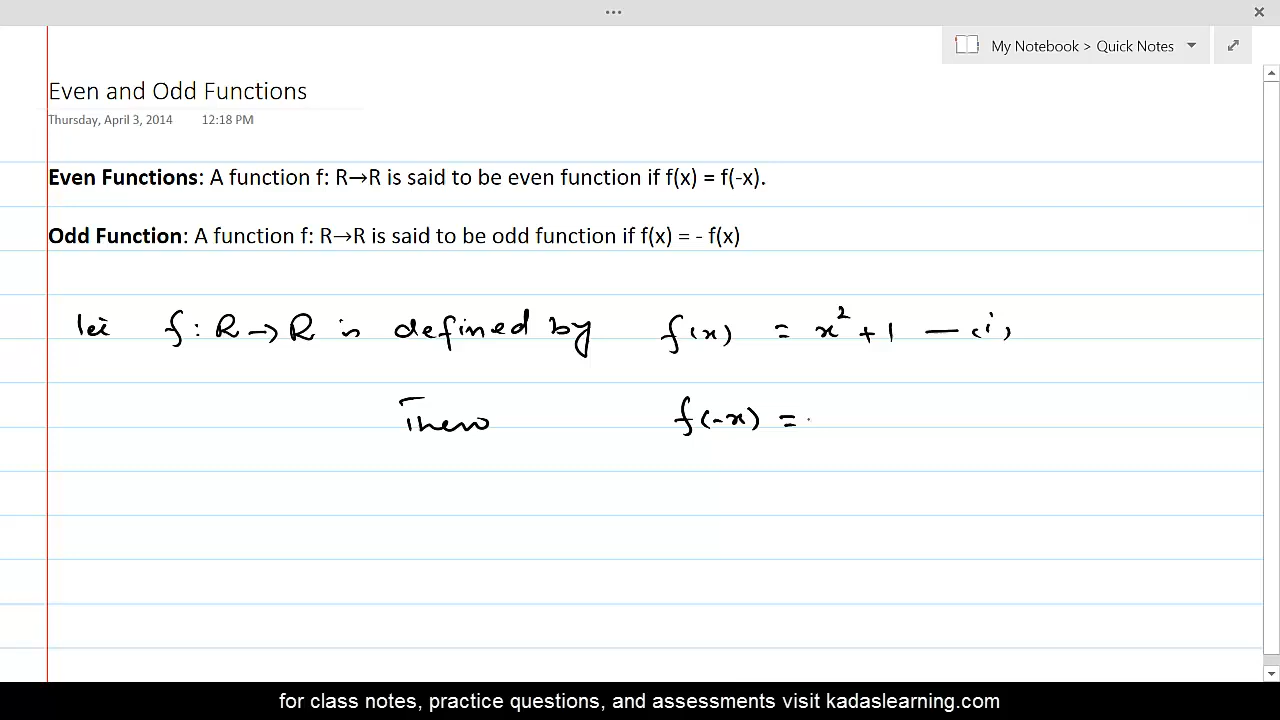 My Notebook > Quick Notes
Even and Odd Functions
Thursday, April 3, 2014 12:18 PM
Even Functions: A function f: R→R is said to be even function if f(x) = f(-x).
Odd Function: A function f: R→R is said to be odd function if f(x) = - f(x)
let f : R → R is defined by f(x) = x² + 1 — (i)
Then f(-x) =
for class notes, practice questions, and assessments visit kadaslearning.com